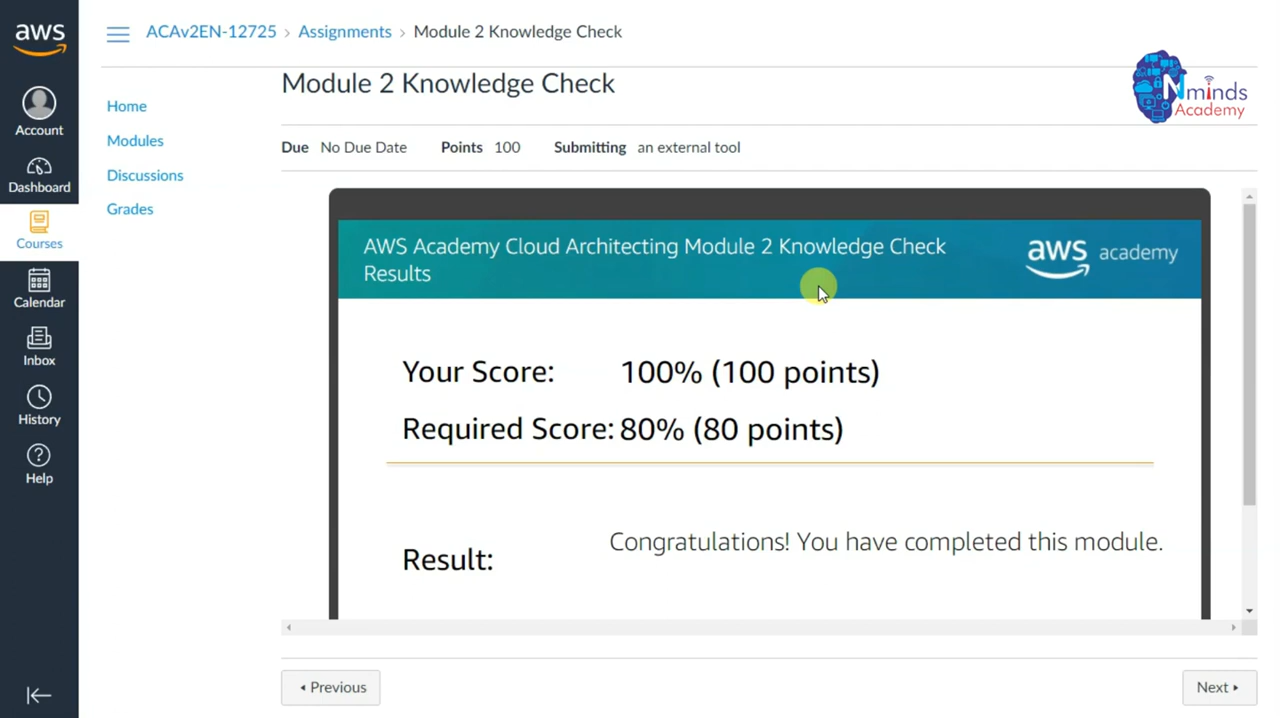 aws
Account
Dashboard
Courses
Calendar
Inbox
History
Help
ACAv2EN-12725 › Assignments › Module 2 Knowledge Check
Home
Modules
Discussions
Grades
Module 2 Knowledge Check
Nminds
Academy
Due No Due Date Points 100 Submitting an external tool
AWS Academy Cloud Architecting Module 2 Knowledge Check
Results
aws academy
Your Score: 100% (100 points)
Required Score: 80% (80 points)
Result: Congratulations! You have completed this module.
Previous
Next